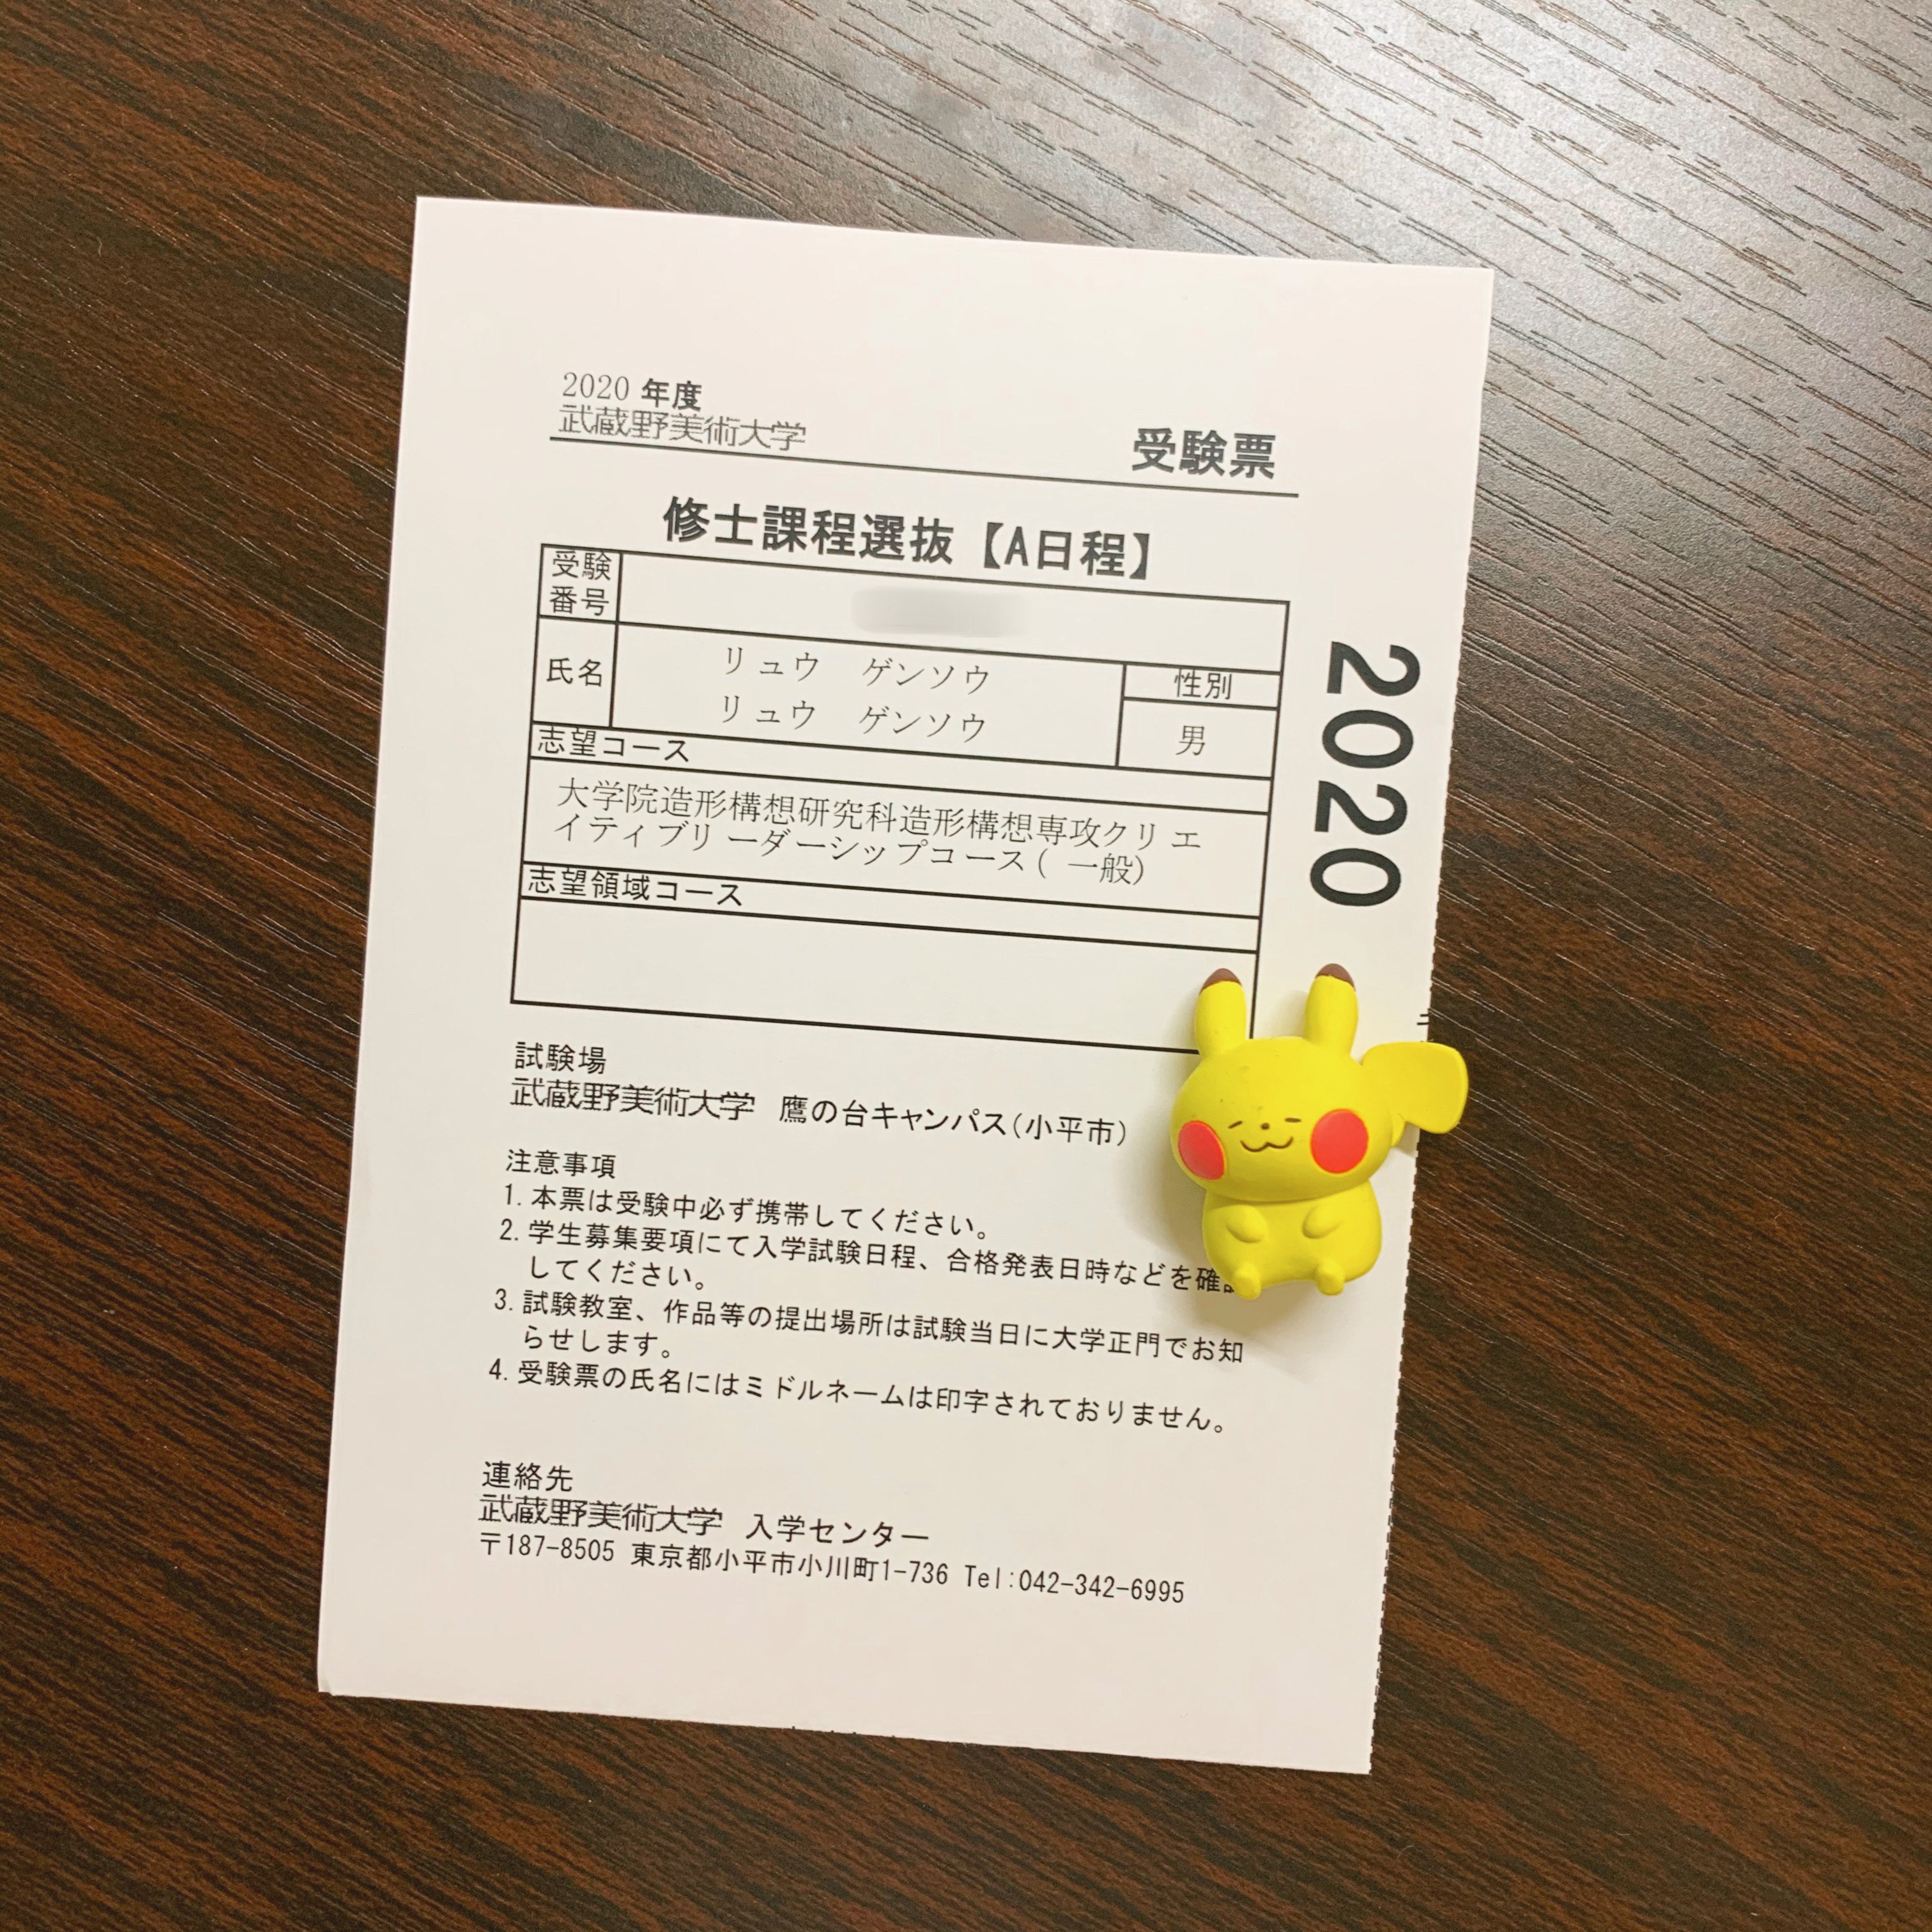 2020 年度
武蔵野美術大学
受験票
修士課程選抜【A日程】
受験
番号
氏名
リュウ ゲンソウ
リュウ ゲンソウ
性別
男
志望コース
大学院造形構想研究科造形構想専攻クリエ
イティブリーダーシップコース( 一般)
志望領域コース
2020
試験場
武蔵野美術大学 鷹の台キャンパス(小平市)
注意事項
1. 本票は受験中必ず携帯してください。
2. 学生募集要項にて入学試験日程、合格発表日時などを確
してください。
3. 試験教室、作品等の提出場所は試験当日に大学正門でお知
らせします。
4. 受験票の氏名にはミドルネームは印字されておりません。
連絡先
武蔵野美術大学 入学センター
〒187-8505 東京都小平市小川町1-736 Tel:042-342-6995